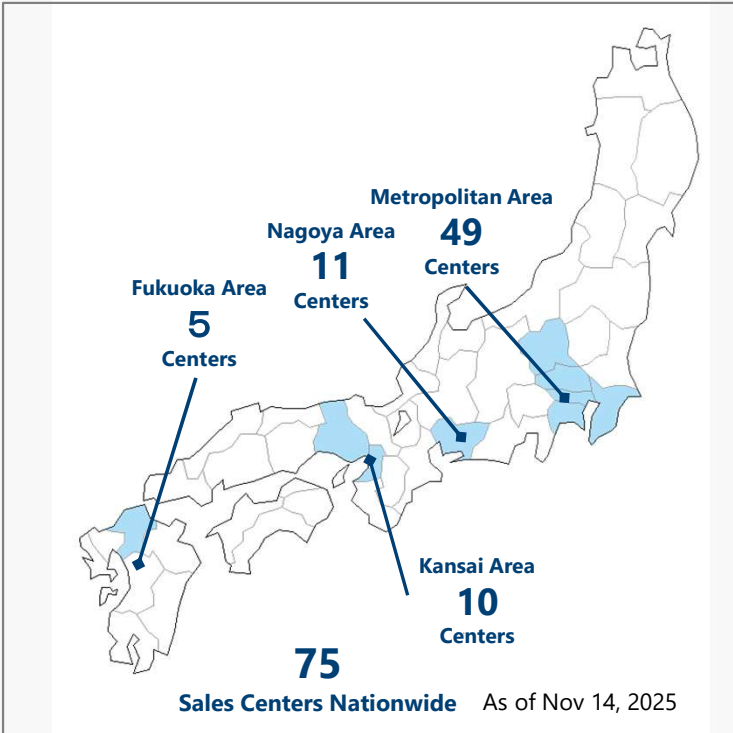 Metropolitan Area
49
Centers
Nagoya Area
11
Centers
Fukuoka Area
5
Centers
Kansai Area
10
Centers
75
Sales Centers Nationwide As of Nov 14, 2025